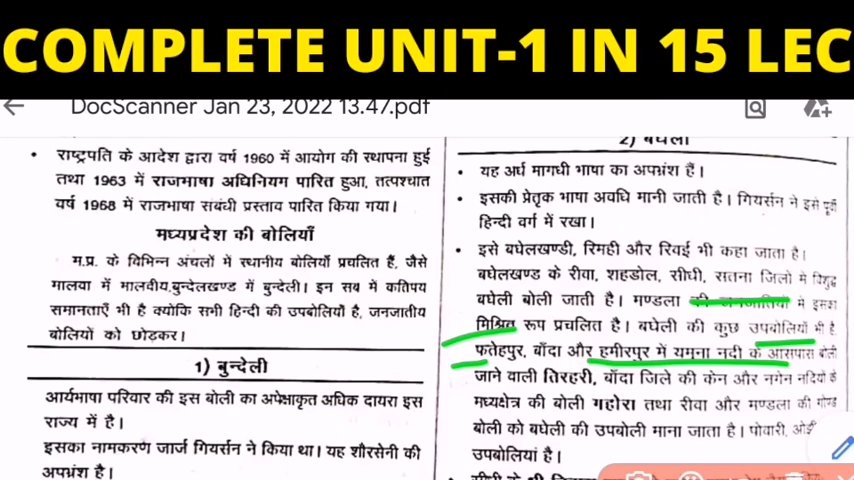 COMPLETE UNIT-1 IN 15 LEC
DocScanner Jan 23, 2022 13.47.pdf
• राष्ट्रपति के आदेश द्वारा वर्ष 1960 में आयोग की स्थापना हुई
तथा 1963 में राजभाषा अधिनियम पारित हुआ, तत्पश्चात
वर्ष 1968 में राजभाषा संबंधी प्रस्ताव पारित किया गया।
मध्यप्रदेश की बोलियाँ
म.प्र. के विभिन्न अंचलों में स्थानीय बोलियाँ प्रचलित हैं, जैसे
मालवा में मालवीय,बुन्देलखण्ड में बुन्देली। इन सब में कतिपय
समानताएँ भी है क्योकि सभी हिन्दी की उपबोलियाँ है, जनजातीय
बोलियों को छोड़कर।
1) बुन्देली
आर्यभाषा परिवार की इस बोली का अपेक्षाकृत अधिक दायरा इस
राज्य में है।
इसका नामकरण जार्ज गियर्सन ने किया था। यह शौरसेनी की
अपभ्रंश है।
2) बघेली
• यह अर्ध मागधी भाषा का अपभ्रंश हैं।
• इसकी प्रेतृक भाषा अवधि मानी जाती है। गियर्सन ने इसे पूर्वी
हिन्दी वर्ग में रखा।
• इसे बघेलखण्डी, रिमही और रिवई भी कहा जाता है।
बघेलखण्ड के रीवा, शहडोल, सीधी, सतना जिलो मे विशुद्ध
बघेली बोली जाती है। मण्डला की जनजातियों में इसका
मिश्रित रूप प्रचलित है। बघेली की कुछ उपबोलियाँ भी है
फतेहपुर, बाँदा और हमीरपुर में यमुना नदी के आसपास बोली
जाने वाली तिरहरी, बाँदा जिले की केन और नगेन नदियों के
मध्यक्षेत्र की बोली गहोरा तथा रीवा और मण्डला की गोण्ड
बोली को बघेली की उपबोली माना जाता है। पोवारी,
उपबोलियां है।